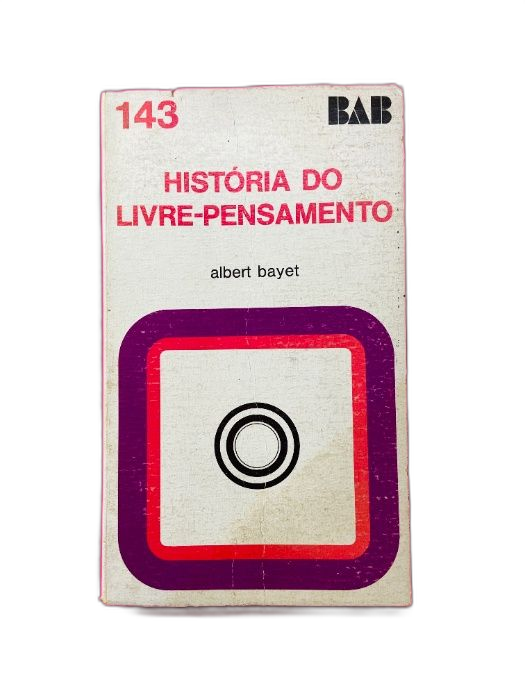 143 BAB
HISTÓRIA DO
LIVRE-PENSAMENTO
albert bayet